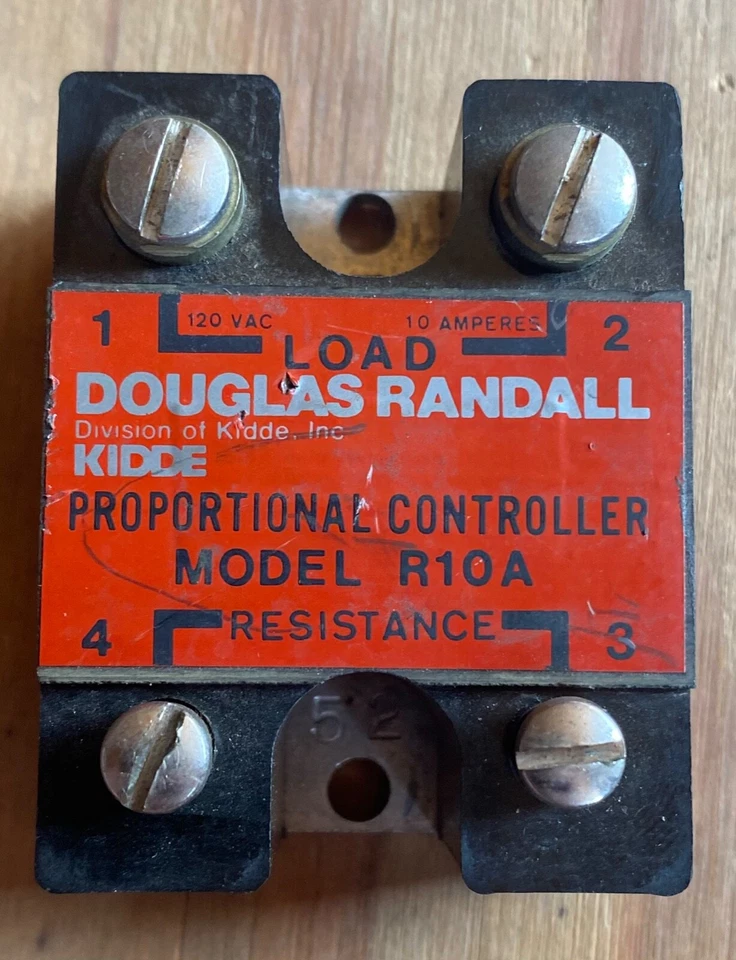 1 120 VAC 10 AMPERES 2
LOAD
DOUGLAS RANDALL
Division of Kidde, Inc
KIDDE
PROPORTIONAL CONTROLLER
MODEL R10A
4 RESISTANCE 3
52